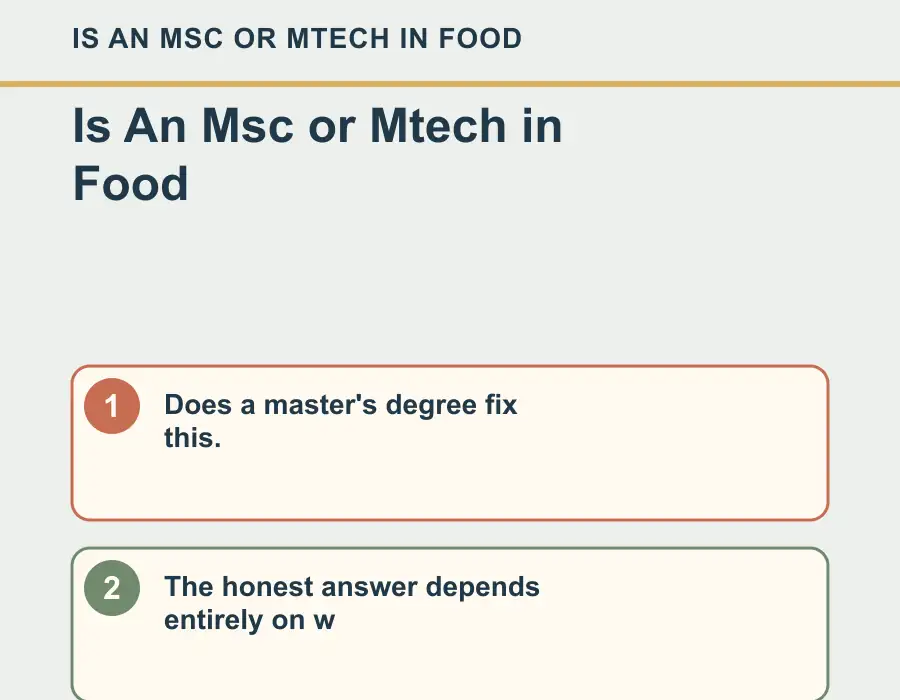 IS AN MSC OR MTECH IN FOOD
Is An Msc or Mtech in
Food
1
Does a master's degree fix
this.
2
The honest answer depends
entirely on w